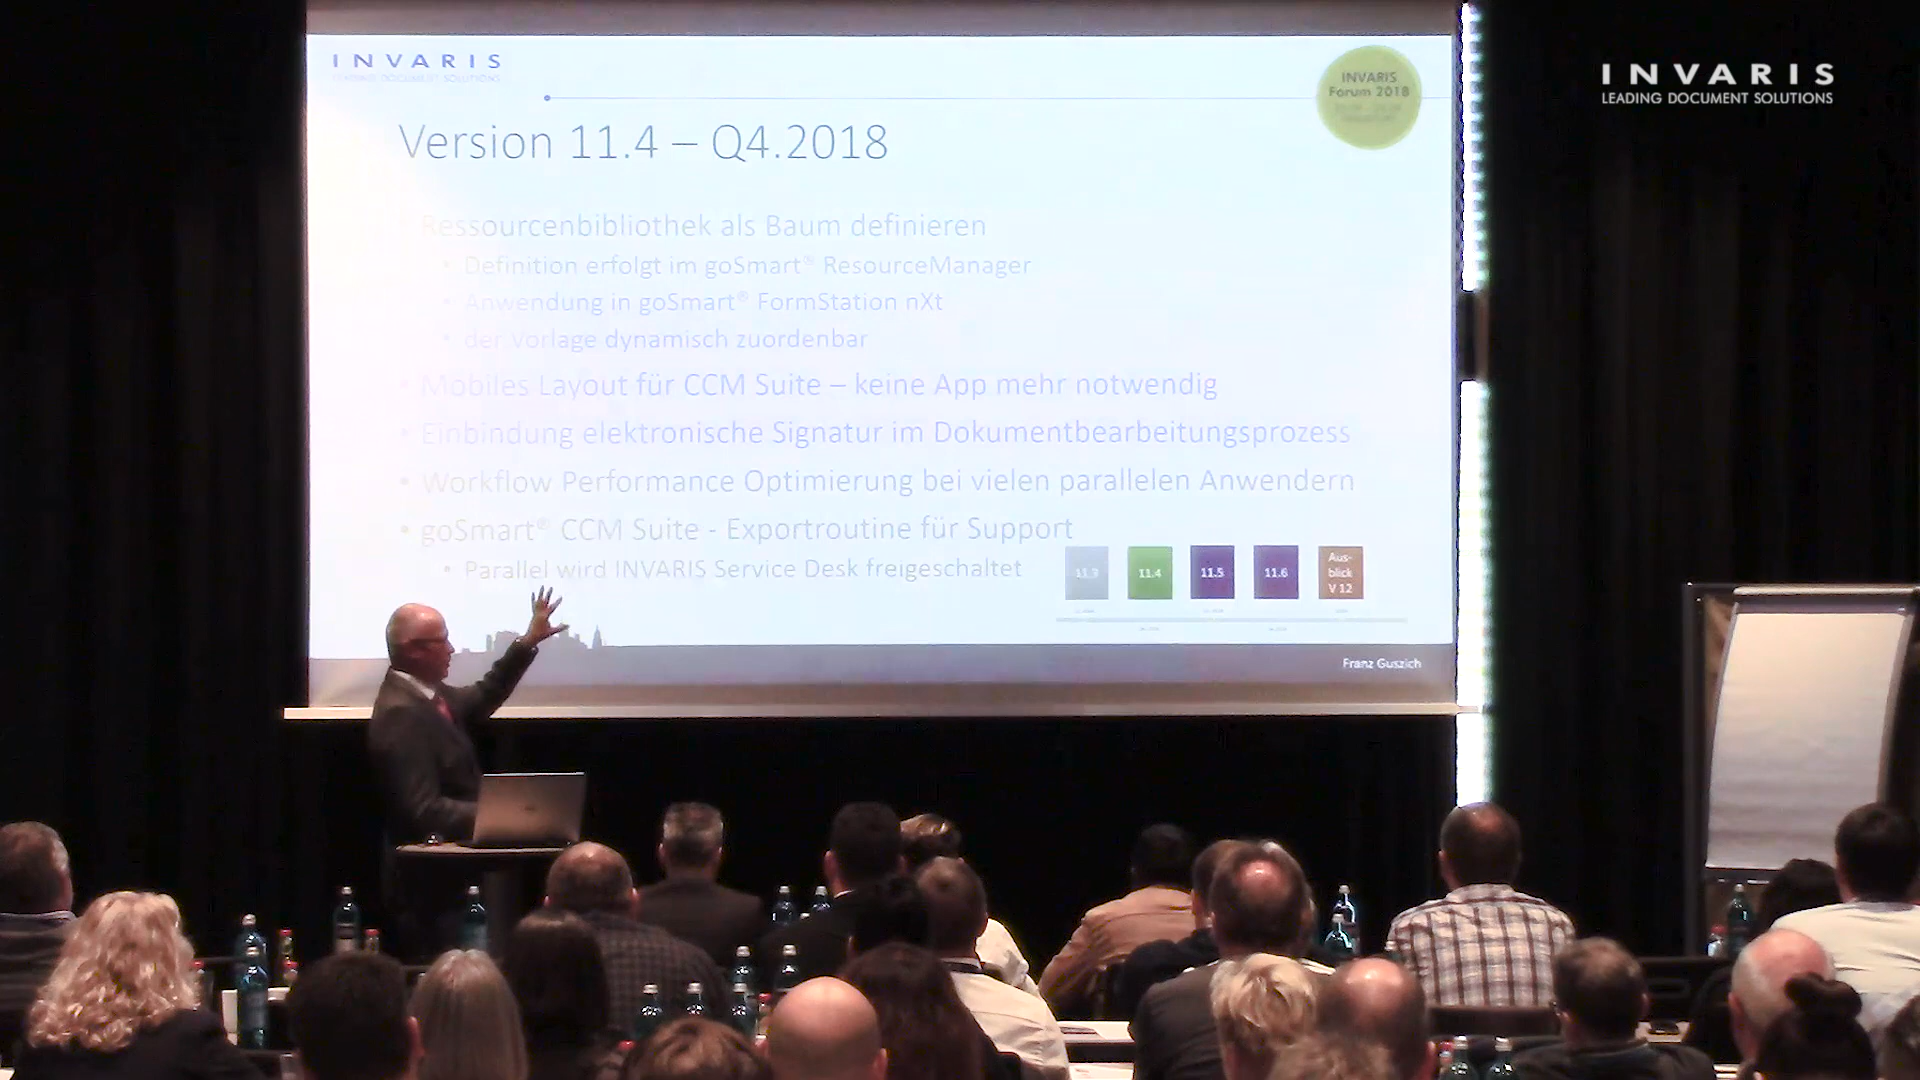 INVARIS
LEADING DOCUMENT SOLUTIONS
INVARIS
Forum 2018
INVARIS
LEADING DOCUMENT SOLUTIONS
Version 11.4 – Q4.2018
• Ressourcenbibliothek als Baum definieren
• Definition erfolgt im goSmart® ResourceManager
• Anwendung in goSmart® FormStation nXt
• der Vorlage dynamisch zuordenbar
• Mobiles Layout für CCM Suite – keine App mehr notwendig
• Einbindung elektronische Signatur im Dokumentbearbeitungsprozess
• Workflow Performance Optimierung bei vielen parallelen Anwendern
• goSmart® CCM Suite - Exportroutine für Support
• Parallel wird INVARIS Service Desk freigeschaltet
11.3
11.4
11.5
11.6
Aus-
blick
V 12
Franz Guszich